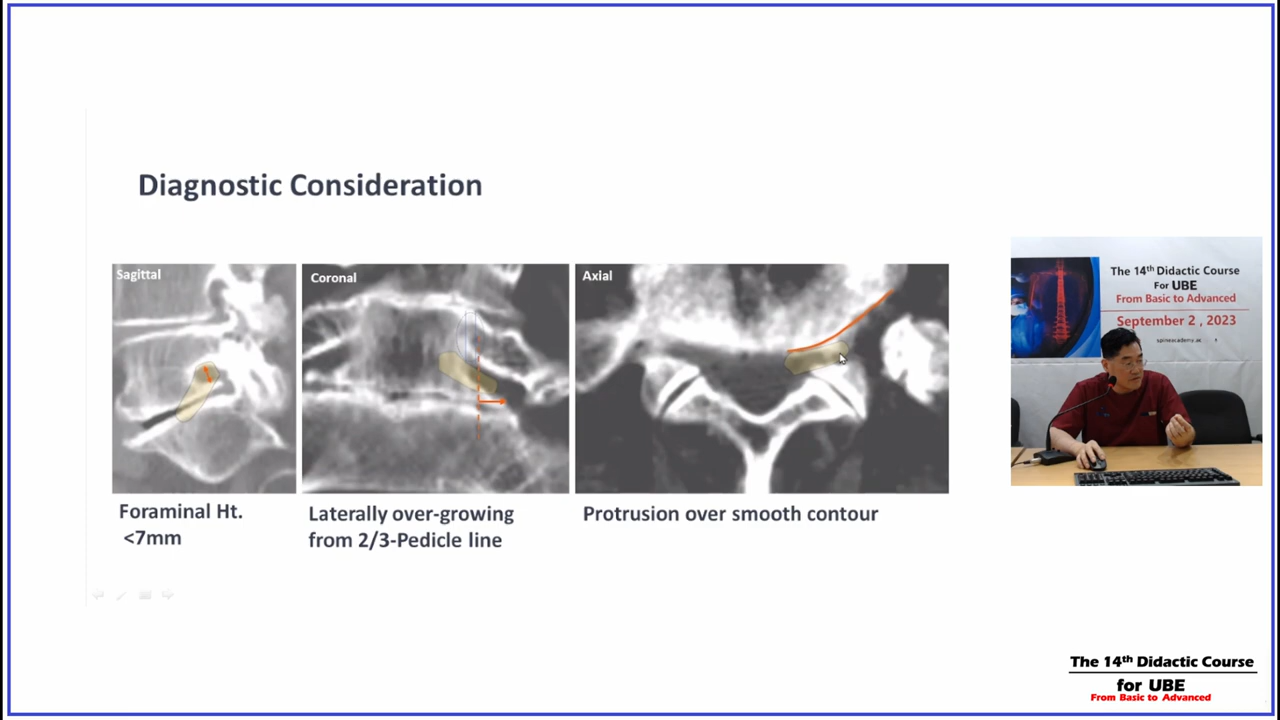 Diagnostic Consideration
Sagittal
Coronal
Axial
Foraminal Ht.
<7mm
Laterally over-growing
from 2/3-Pedicle line
Protrusion over smooth contour
The 14th Didactic Course
For UBE
From Basic to Advanced
September 2 , 2023
spineacademy.ac
The 14th Didactic Course
for UBE
From Basic to Advanced